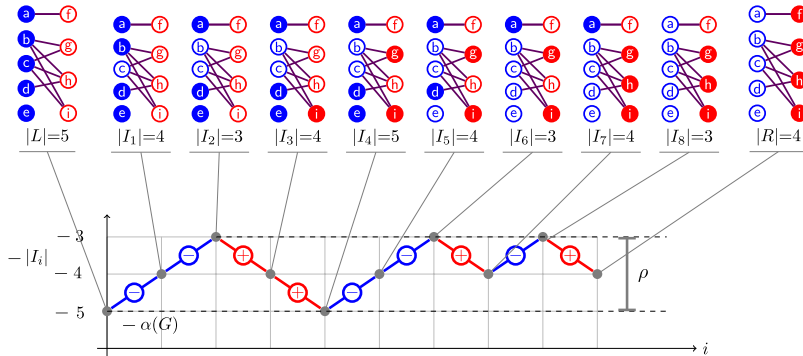 a f a f a f a f a f a f a f a f a f a f
b b b b b b b b b b
g g g g g g g g g g
c c c c c c c c c c
h h h h h h h h h h
d d d d d d d d d d
e i e i e i e i e i e i e i e i e i e i
|L|=5 |I₁|=4 |I₂|=3 |I₃|=4 |I₄|=5 |I₅|=4 |I₆|=3 |I₇|=4 |I₈|=3 |R|=4
− 3
− |Iᵢ|
− 4
− 5
− + − +
− + − +
− α(G)
ρ
i